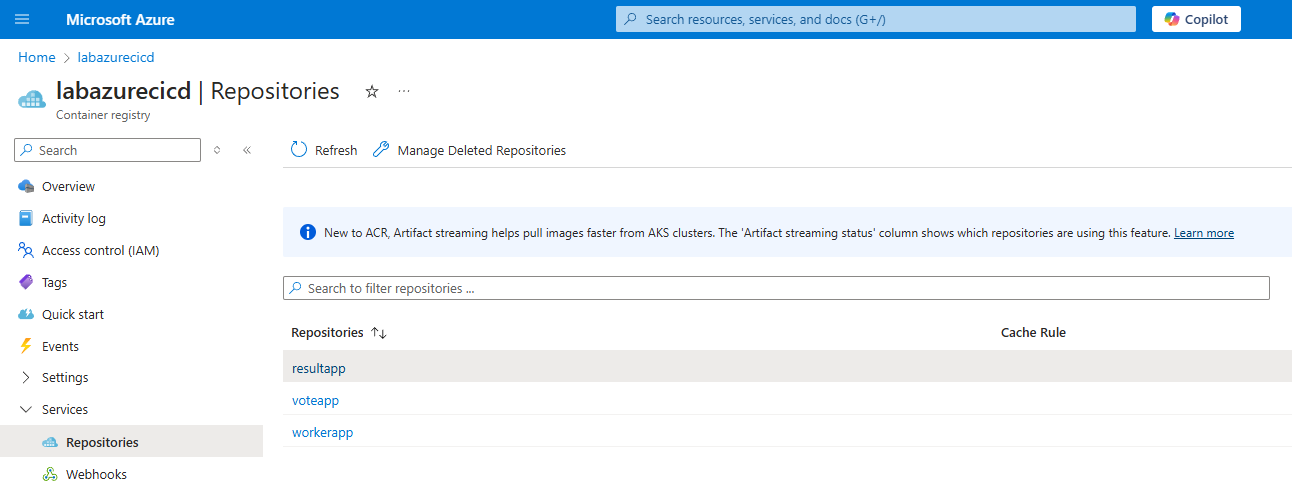 Microsoft Azure
Search resources, services, and docs (G+/)
Copilot
Home > labazurecicd
labazurecicd | Repositories
Container registry
Search
Refresh
Manage Deleted Repositories
Overview
Activity log
Access control (IAM)
Tags
Quick start
Events
Settings
Services
Repositories
Webhooks
New to ACR, Artifact streaming helps pull images faster from AKS clusters. The 'Artifact streaming status' column shows which repositories are using this feature. Learn more
Search to filter repositories ...
Repositories
Cache Rule
resultapp
voteapp
workerapp